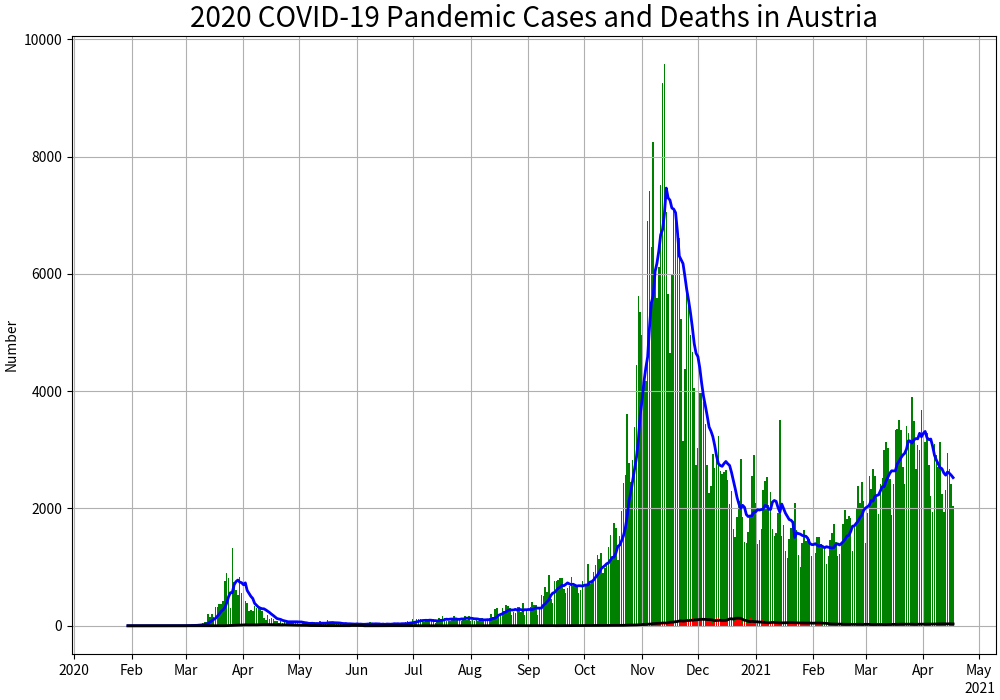 2020 COVID-19 Pandemic Cases and Deaths in Austria
10000
8000
6000
4000
2000
0
Number
2020 Feb Mar Apr May Jun Jul Aug Sep Oct Nov Dec 2021 Feb Mar Apr May
2021